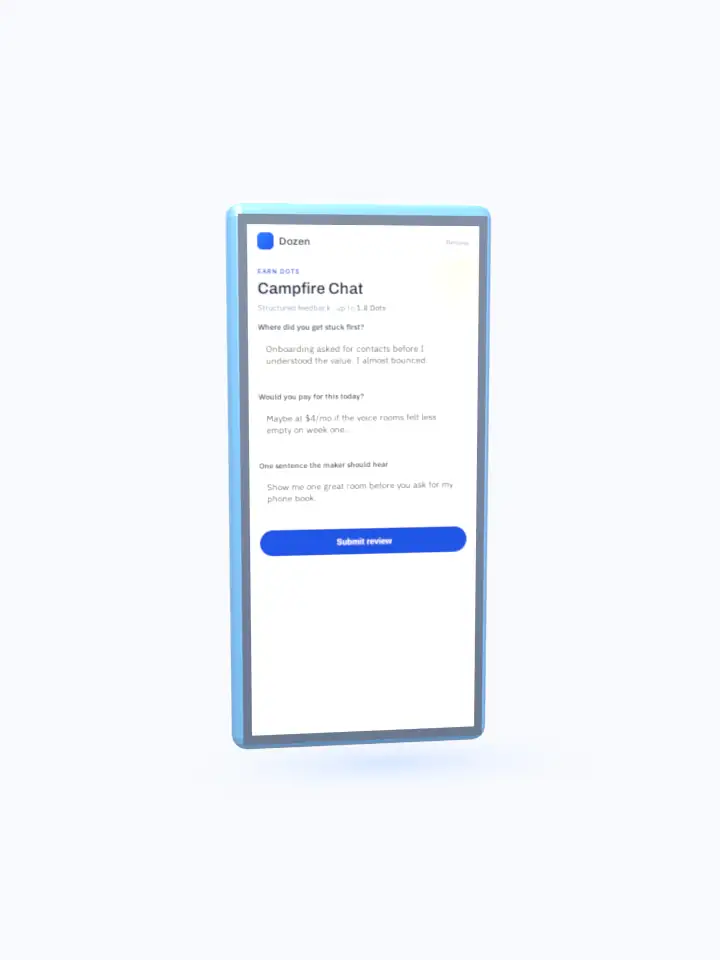 Dozen
EARN DOTS
Campfire Chat
Structured feedback · up to 1.8 Dots
Where did you get stuck first?
Onboarding asked for contacts before I
understood the value. I almost bounced.
Would you pay for this today?
Maybe at $4/mo if the voice rooms felt less
empty on week one.
One sentence the maker should hear
Show me one great room before you ask for my
phone book.
Submit review